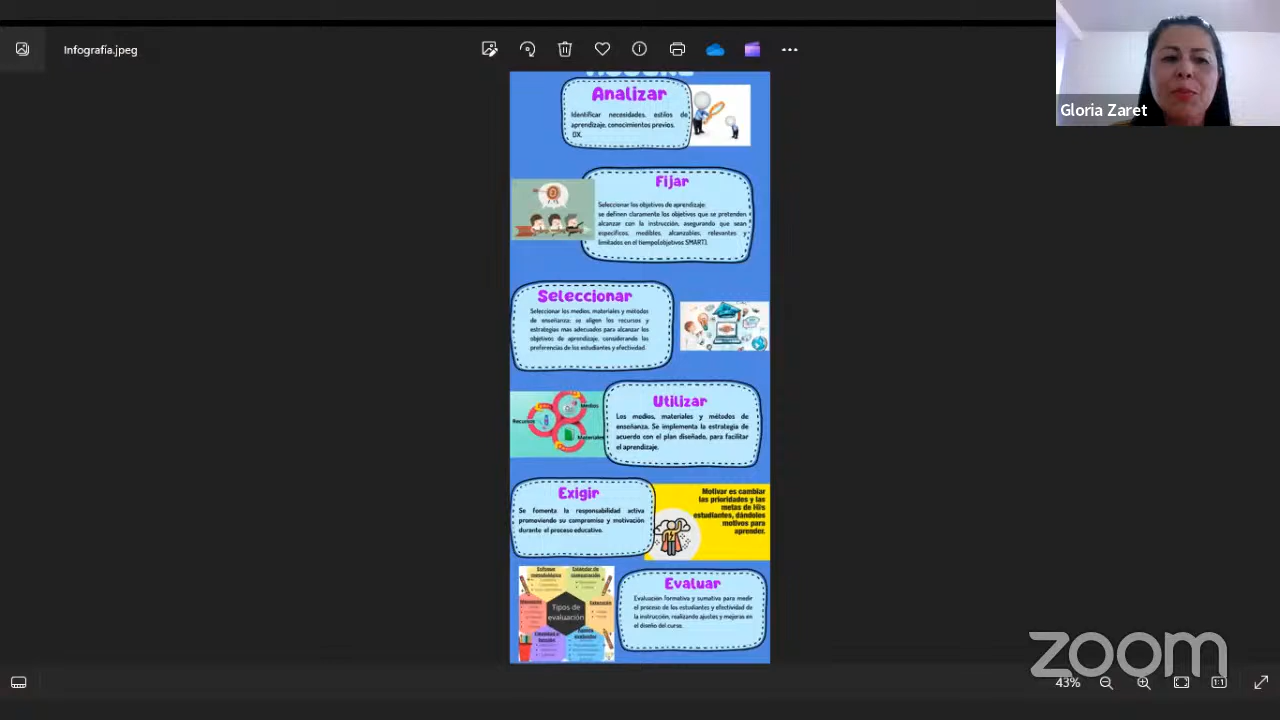 Infografía.jpeg
Gloria Zaret
Analizar
Identificar necesidades, estilos de
aprendizaje, conocimientos previos.
DX.
Fijar
Seleccionar los objetivos de aprendizaje:
se definen claramente los objetivos que se pretenden
alcanzar con la instrucción, asegurando que sean
específicos, medibles, alcanzables, relevantes y
limitados en el tiempo(objetivos SMART).
Seleccionar
Seleccionar los medios, materiales y métodos
de enseñanza: se eligen los recursos y
estrategias mas adecuados para alcanzar los
objetivos de aprendizaje, considerando las
preferencias de los estudiantes y efectividad.
Medios
Recursos
Materiales
Utilizar
Los medios, materiales y métodos de
enseñanza. Se implementa la estrategia de
acuerdo con el plan diseñado, para facilitar
el aprendizaje.
Exigir
Se fomenta la responsabilidad activa
promoviendo su compromiso y motivación
durante el proceso educativo.
Motivar es cambiar
las prioridades y las
metas de l@s
estudiantes, dándoles
motivos para
aprender.
Tipos de
evaluación
Evaluar
Evaluación formativa y sumativa para medir
el proceso de los estudiantes y efectividad de
la instrucción, realizando ajustes y mejoras en
el diseño del curso.
zoom
43%
1:1